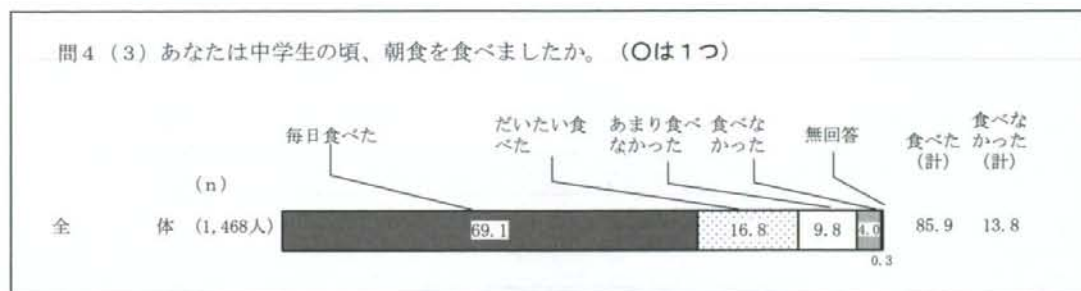 問4(3)あなたは中学生の頃、朝食を食べましたか。(○は1つ)
毎日食べた
だいたい食
べた
あまり食べ
なかった
食べな
かった
無回答
食べた
(計)
食べな
かった
(計)
(n)
全 体 (1,468人) 69.1 16.8 9.8 4.0 85.9 13.8
0.3